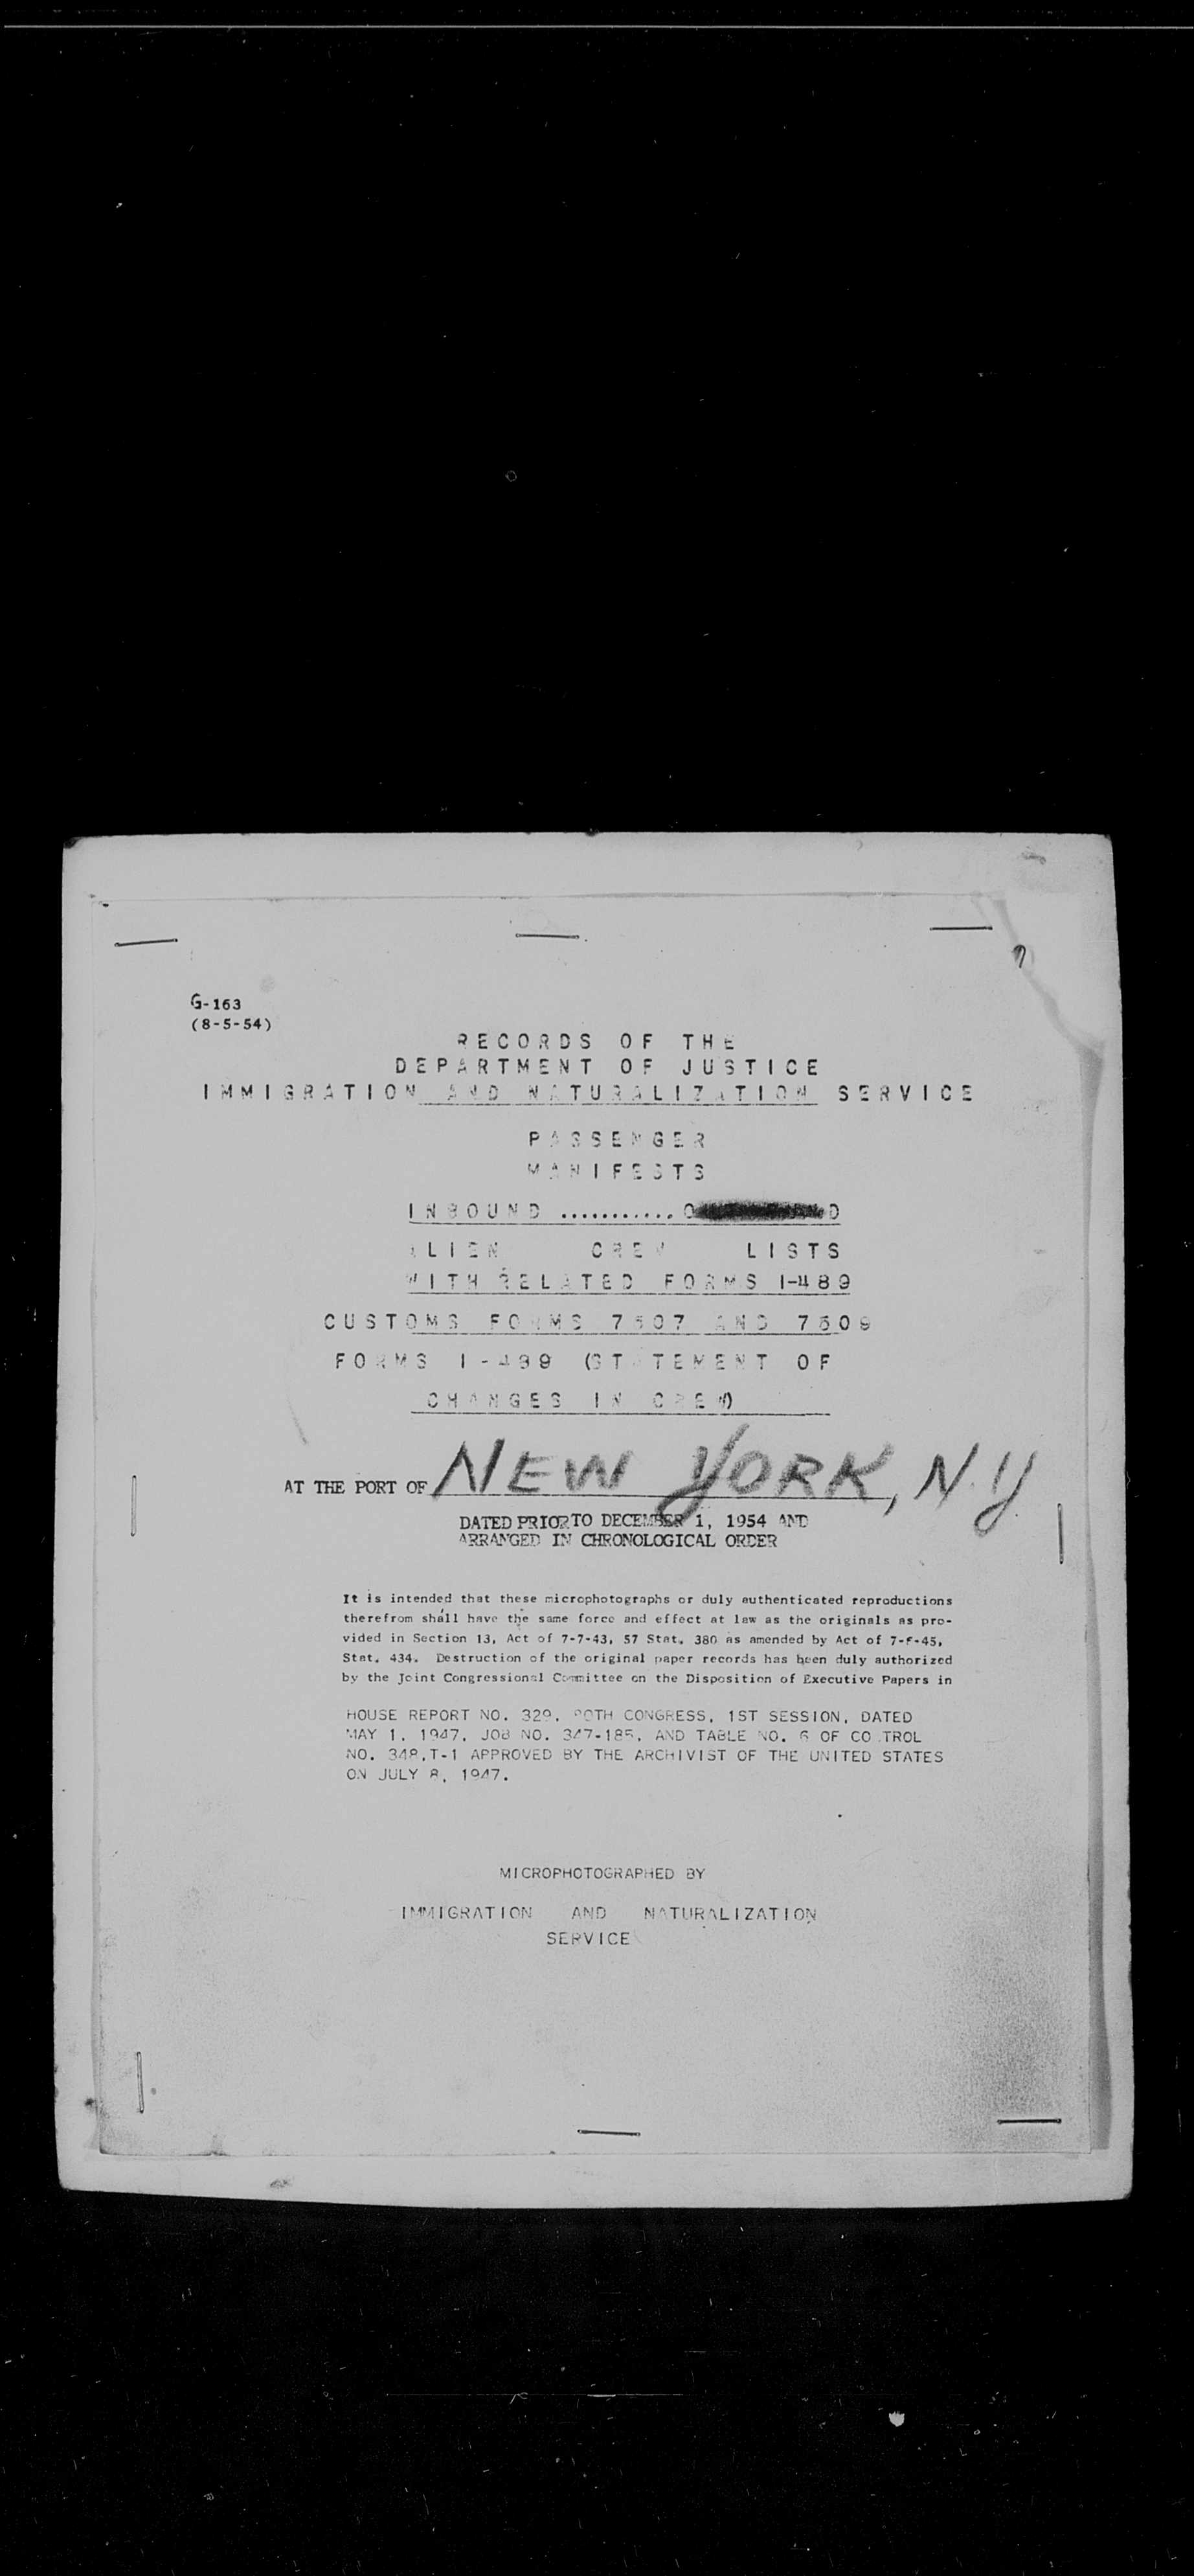 G-163
(8-5-54)
RECORDS OF THE
DEPARTMENT OF JUSTICE
IMMIGRATION AND NATURALIZATION SERVICE
PASSENGER
MANIFESTS
INBOUND ...........
ALIEN CREW LISTS
WITH RELATED FORMS I-489
CUSTOMS FORMS 7507 AND 7509
FORMS I-489 (STATEMENT OF
CHANGES IN CREW)
AT THE PORT OF NEW YORK, N.Y
DATED PRIOR TO DECEMBER 1, 1954 AND
ARRANGED IN CHRONOLOGICAL ORDER
It is intended that these microphotographs or duly authenticated reproductions
therefrom shall have the same force and effect at law as the originals as pro-
vided in Section 13, Act of 7-7-43, 57 Stat. 380 as amended by Act of
Stat. 434. Destruction of the original paper records has been duly authorized
by the Joint Congressional Committee on the Disposition of Executive Papers in
HOUSE REPORT NO. 329, 80TH CONGRESS, 1ST SESSION, DATED
MAY 1, 1947, JOB NO. 347-185, AND TABLE NO. 6 OF CO TROL
NO. 348,T-1 APPROVED BY THE ARCHIVIST OF THE UNITED STATES
ON JULY 8, 1947.
MICROPHOTOGRAPHED BY
IMMIGRATION AND NATURALIZATION
SERVICE